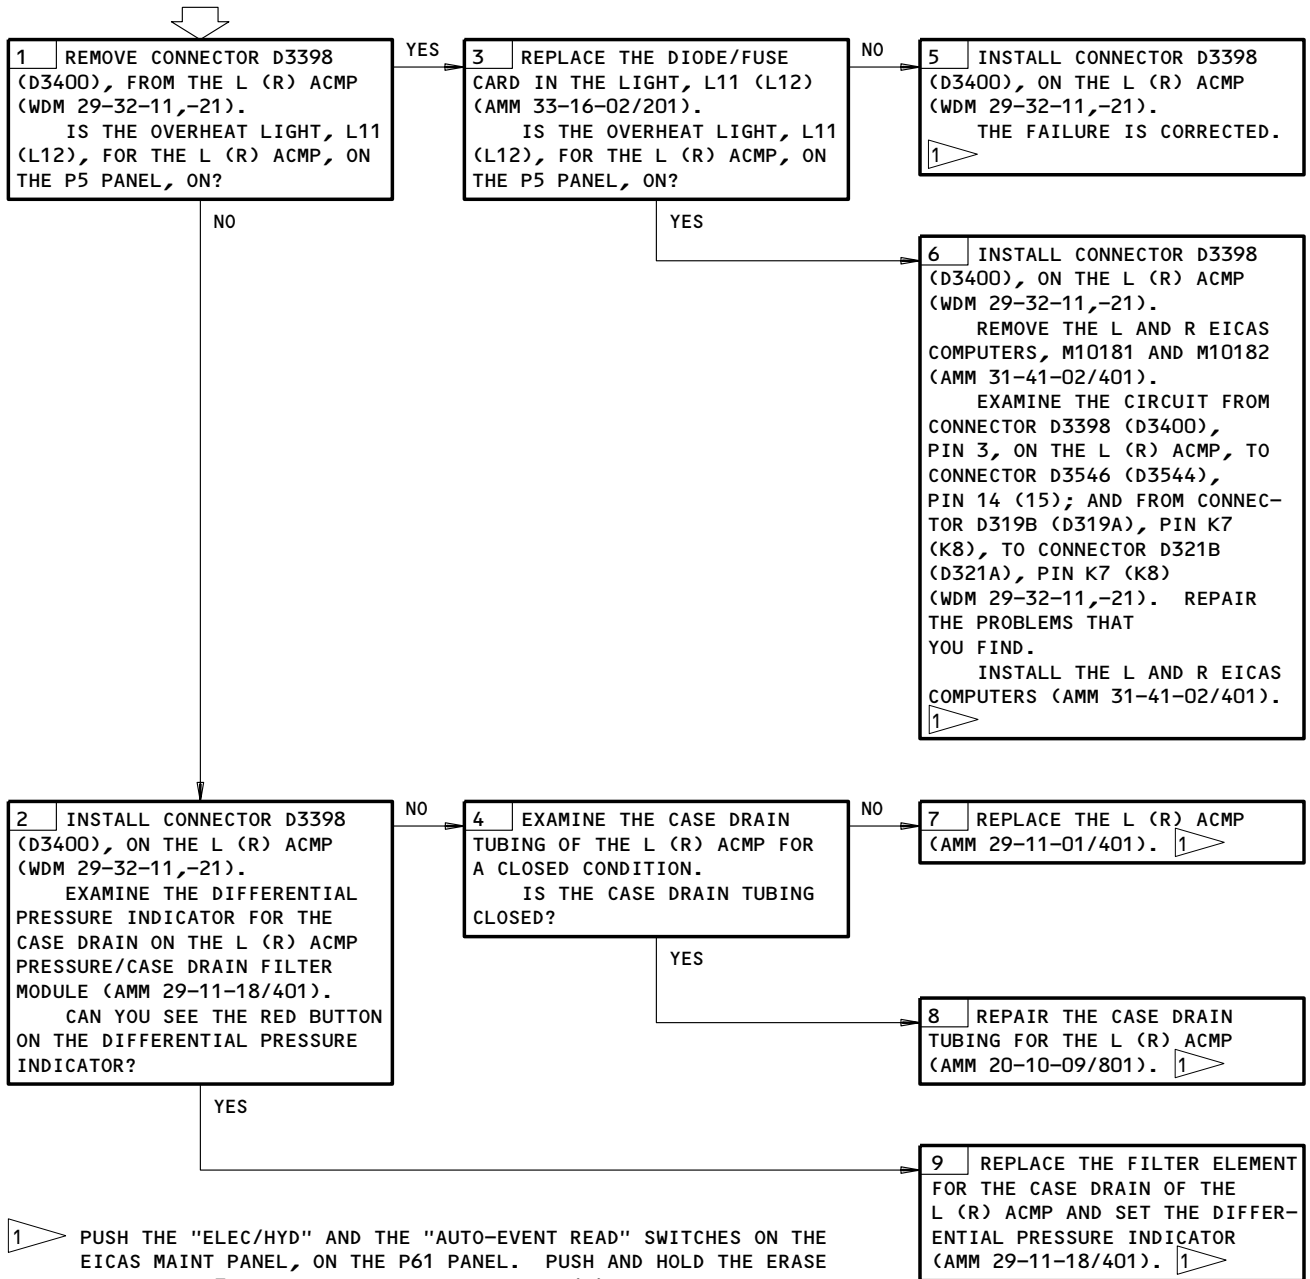 1 REMOVE CONNECTOR D3398
(D3400), FROM THE L (R) ACMP
(WDM 29-32-11,-21).
IS THE OVERHEAT LIGHT, L11
(L12), FOR THE L (R) ACMP, ON
THE P5 PANEL, ON?
YES
NO
3 REPLACE THE DIODE/FUSE
CARD IN THE LIGHT, L11 (L12)
(AMM 33-16-02/201).
IS THE OVERHEAT LIGHT, L11
(L12), FOR THE L (R) ACMP, ON
THE P5 PANEL, ON?
NO
YES
5 INSTALL CONNECTOR D3398
(D3400), ON THE L (R) ACMP
(WDM 29-32-11,-21).
THE FAILURE IS CORRECTED.
1
6 INSTALL CONNECTOR D3398
(D3400), ON THE L (R) ACMP
(WDM 29-32-11,-21).
REMOVE THE L AND R EICAS
COMPUTERS, M10181 AND M10182
(AMM 31-41-02/401).
EXAMINE THE CIRCUIT FROM
CONNECTOR D3398 (D3400),
PIN 3, ON THE L (R) ACMP, TO
CONNECTOR D3546 (D3544),
PIN 14 (15); AND FROM CONNEC-
TOR D319B (D319A), PIN K7
(K8), TO CONNECTOR D321B
(D321A), PIN K7 (K8)
(WDM 29-32-11,-21). REPAIR
THE PROBLEMS THAT
YOU FIND.
INSTALL THE L AND R EICAS
COMPUTERS (AMM 31-41-02/401).
1
2 INSTALL CONNECTOR D3398
(D3400), ON THE L (R) ACMP
(WDM 29-32-11,-21).
EXAMINE THE DIFFERENTIAL
PRESSURE INDICATOR FOR THE
CASE DRAIN ON THE L (R) ACMP
PRESSURE/CASE DRAIN FILTER
MODULE (AMM 29-11-18/401).
CAN YOU SEE THE RED BUTTON
ON THE DIFFERENTIAL PRESSURE
INDICATOR?
NO
YES
4 EXAMINE THE CASE DRAIN
TUBING OF THE L (R) ACMP FOR
A CLOSED CONDITION.
IS THE CASE DRAIN TUBING
CLOSED?
NO
YES
7 REPLACE THE L (R) ACMP
(AMM 29-11-01/401). 1
8 REPAIR THE CASE DRAIN
TUBING FOR THE L (R) ACMP
(AMM 20-10-09/801). 1
9 REPLACE THE FILTER ELEMENT
FOR THE CASE DRAIN OF THE
L (R) ACMP AND SET THE DIFFER-
ENTIAL PRESSURE INDICATOR
(AMM 29-11-18/401). 1
1 PUSH THE "ELEC/HYD" AND THE "AUTO-EVENT READ" SWITCHES ON THE
EICAS MAINT PANEL, ON THE P61 PANEL. PUSH AND HOLD THE ERASE